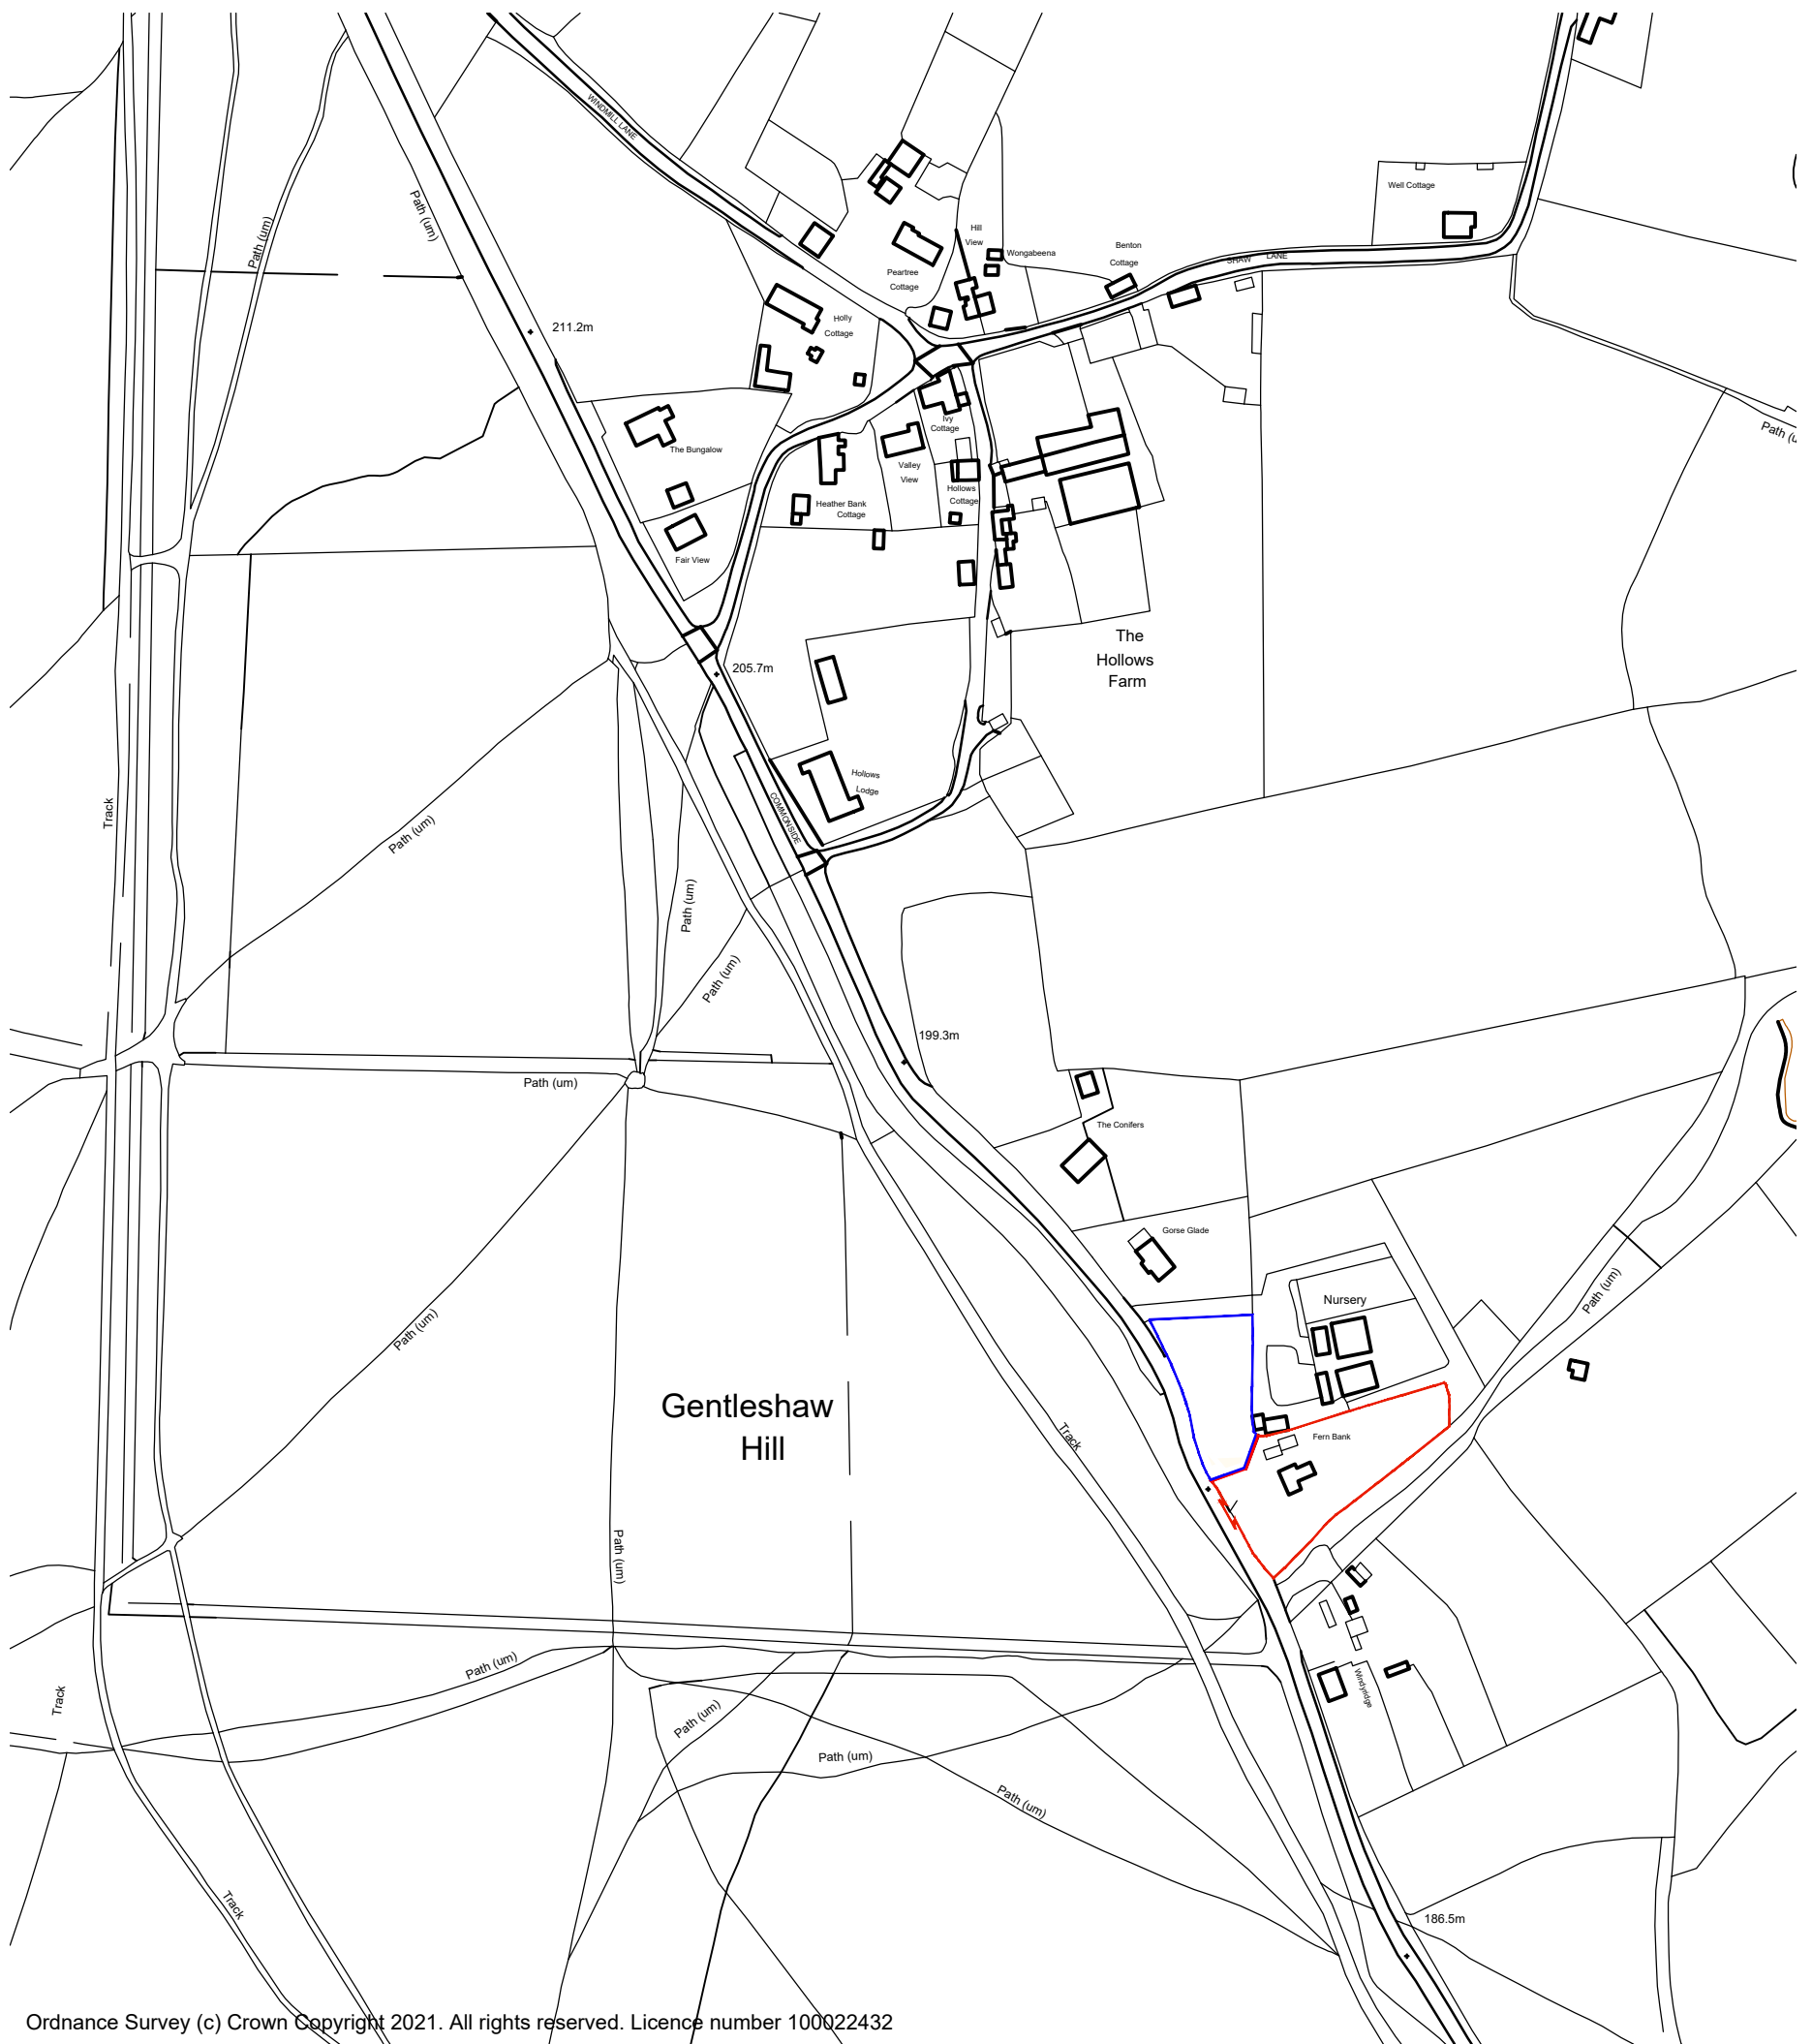 WINDMILL LANE
Well Cottage
Path (um)
Path (um)
Hill
View
Wongabeena
Benton
Cottage
SHAW LANE
Peartree
Cottage
211.2m
Holly
Cottage
Ivy
Cottage
The Bungalow
Valley
View
Hollows
Cottage
Heather Bank
Cottage
Fair View
The
Hollows
Farm
205.7m
Hollows
Lodge
COMMONSIDE
Track
Path (um)
Path (um)
Path (um)
199.3m
Path (um)
The Conifers
Gorse Glade
Nursery
Path (um)
Path (um)
Gentleshaw
Hill
Track
Fern Bank
Path (um)
Path (um)
Track
Windyridge
Path (um)
Path (um)
Path (um)
Track
186.5m
Ordnance Survey (c) Crown Copyright 2021. All rights reserved. Licence number 100022432